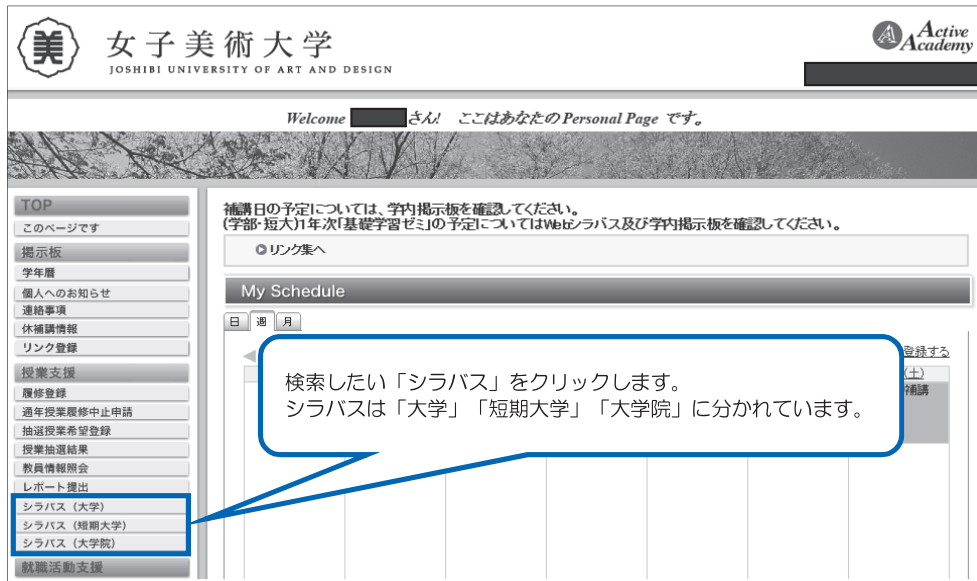 美
女子美術大学
JOSHIBI UNIVERSITY OF ART AND DESIGN
A Active
Academy
Welcome さん! ここはあなたの Personal Page です。
TOP
このページです
掲示板
学年暦
個人へのお知らせ
連絡事項
休補講情報
リンク登録
授業支援
履修登録
通年授業履修中止申請
抽選授業希望登録
授業抽選結果
教員情報照会
レポート提出
シラバス（大学）
シラバス（短期大学）
シラバス（大学院）
就職活動支援
補講日の予定については、学内掲示板を確認してください。
(学部・短大)1年次「基礎学習ゼミ」の予定についてはWebシラバス及び学内掲示板を確認してください。
リンク集へ
My Schedule
日 週 月
登録する
(土)
補講
検索したい「シラバス」をクリックします。
シラバスは「大学」「短期大学」「大学院」に分かれています。